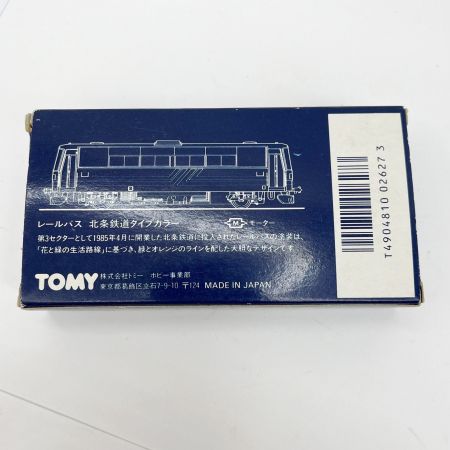 レールバス 北条鉄道タイプカラー
M モーター
第3セクターとして1985年4月に開業した北条鉄道に投入されたレールバスの塗装は、
「花と緑の生活路線」に基づき、緑とオレンジのラインを配した大胆なデザインです。
TOMY 株式会社トミー ホビー事業部
東京都葛飾区立石7-9-10 〒124 MADE IN JAPAN
T4904810 02627 3